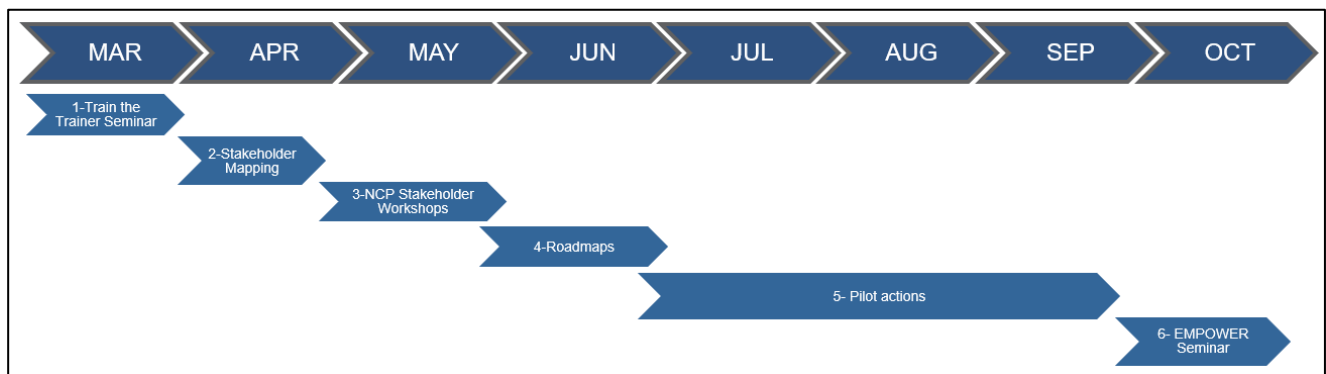 MAR APR MAY JUN JUL AUG SEP OCT
1-Train the
Trainer Seminar
2-Stakeholder
Mapping
3-NCP Stakeholder
Workshops
4-Roadmaps
5- Pilot actions
6- EMPOWER
Seminar